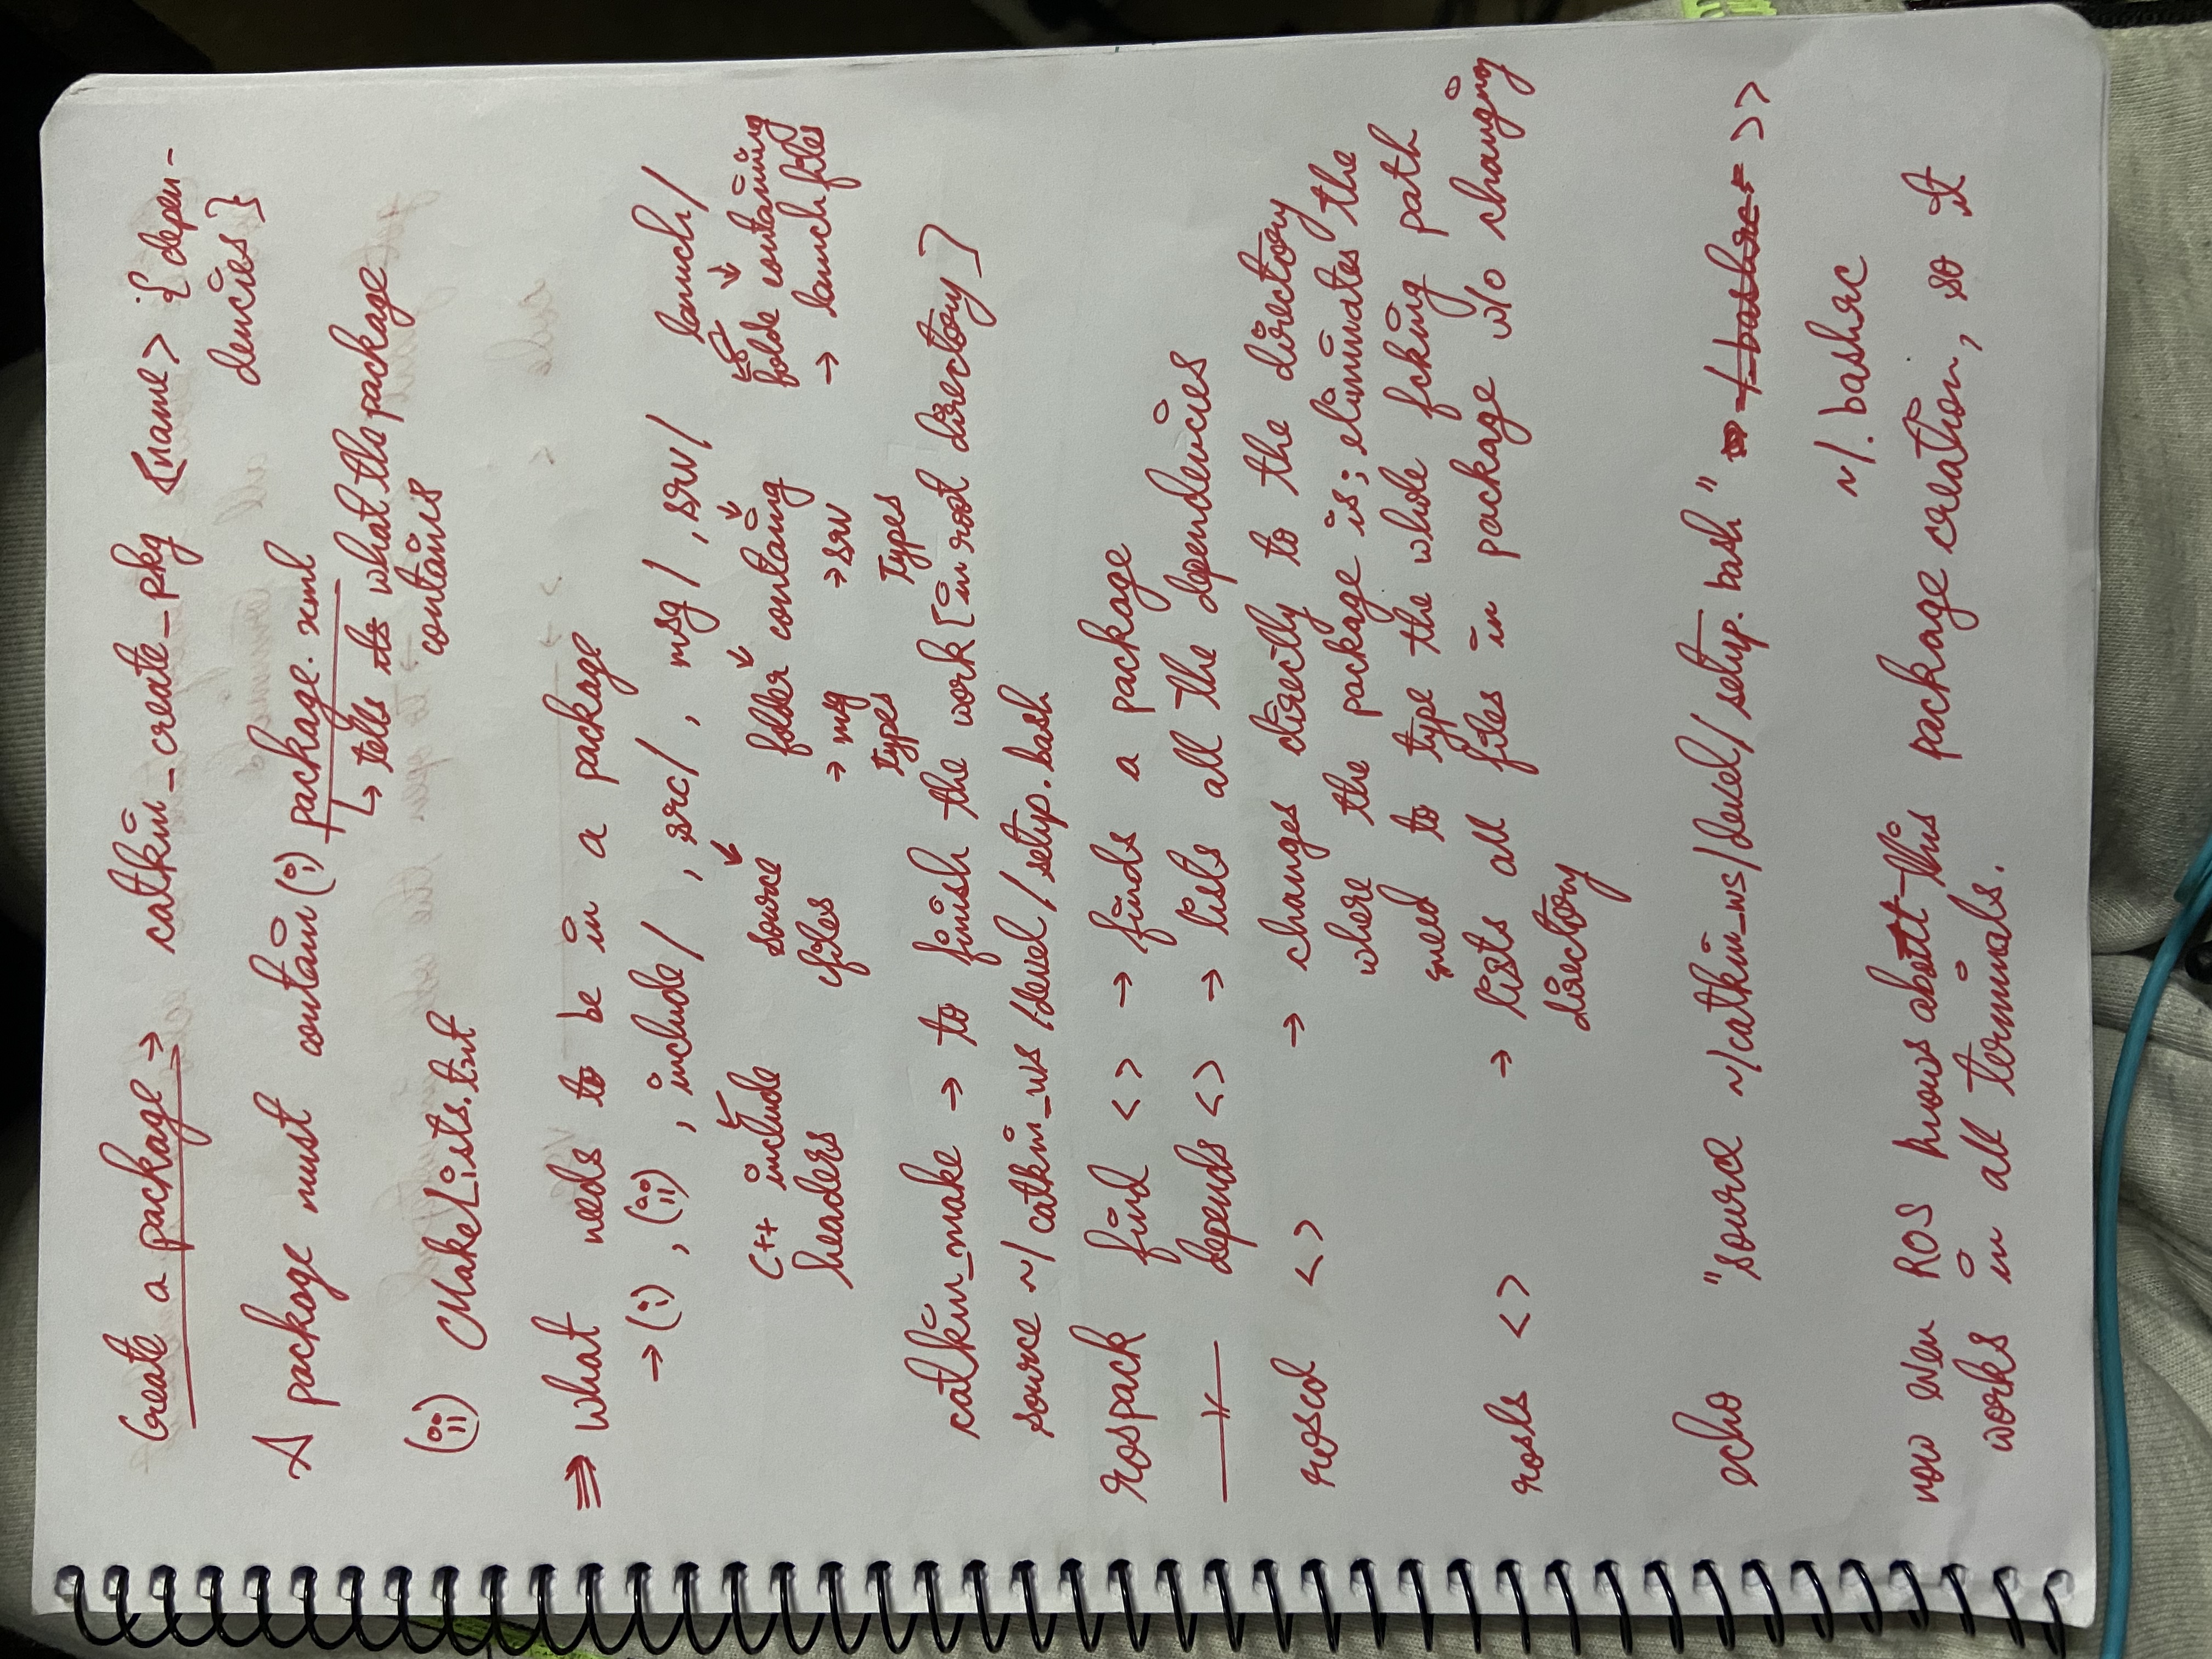 Create a package → catkin_create_pkg <name> {depen-
dencies}
A package must contain (i) package.xml
↳ tells its what the package
contains
(ii) CMakeLists.txt
⇒ What needs to be in a package
→ (i) , (ii) , include/ , src/ , msg/ , srv/ launch/
C++ include source folder containg folde containing
headers files → msg → srv → launch files
types types
catkin_make → to finish the work [in root directory]
source ~/catkin_ws/devel/setup.bash
rospack find < > → finds a package
—〃— depends < > → lists all the dependencies
roscd < > → changes directly to the directory
where the package is; eliminates the
need to type the whole fcking path
rosls < > → lists all files in package w/o changing
directory
echo "source ~/catkin_ws/devel/setup.bash" /.bashrc >>
~/.bashrc
now even ROS knows about this package creation, so it
works in all terminals.